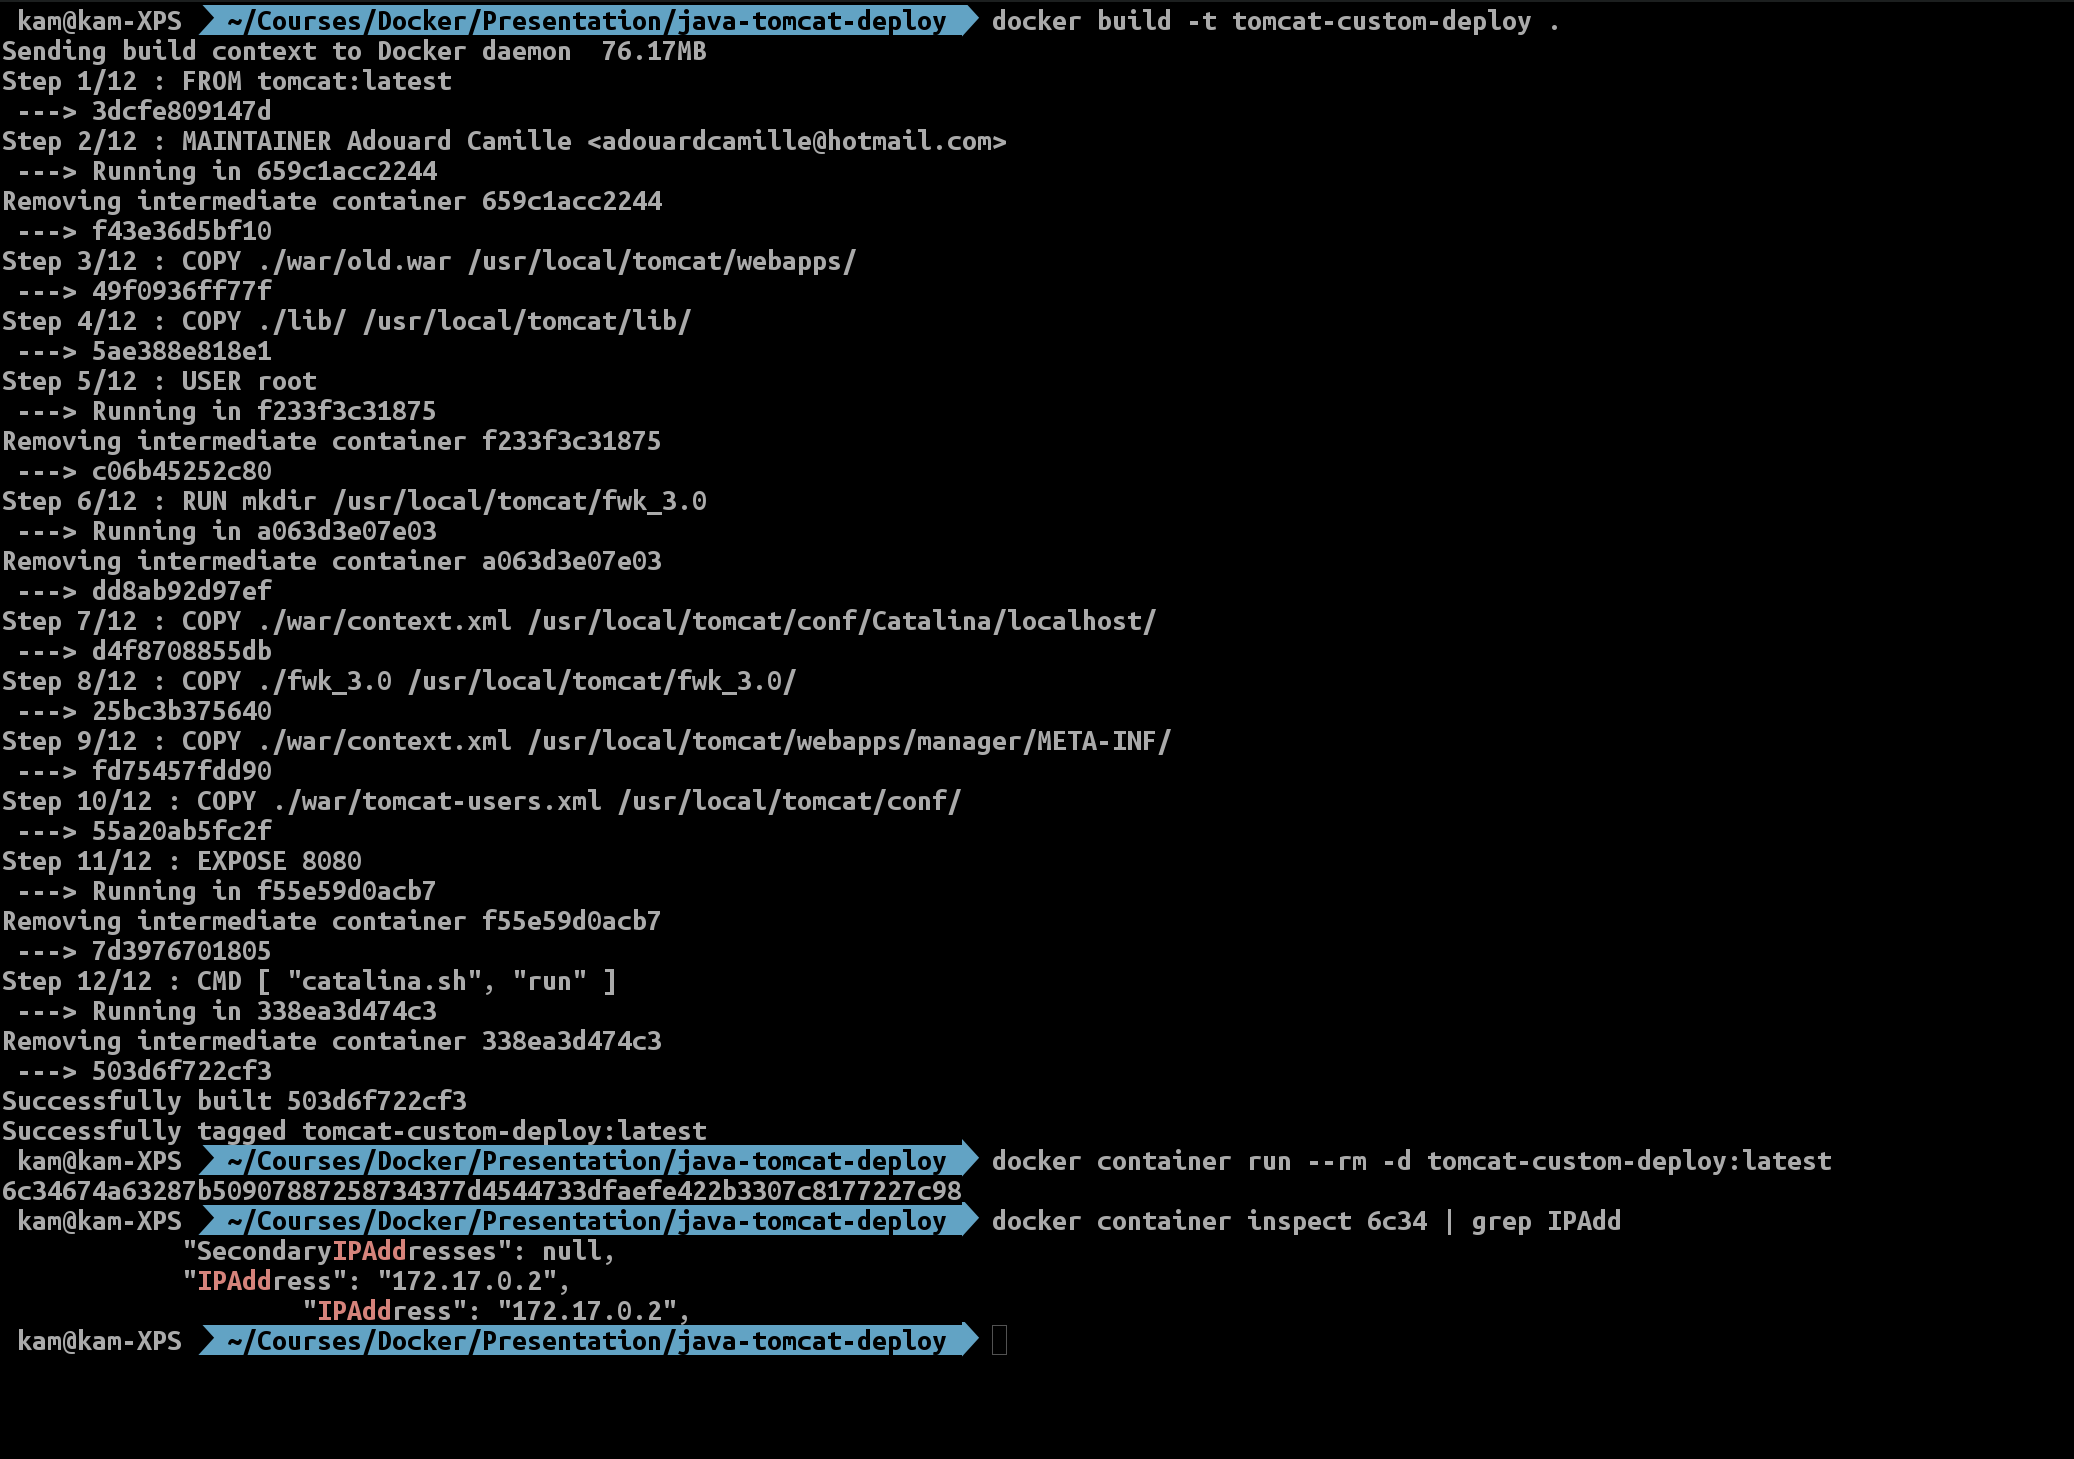 kam@kam-XPS ~/Courses/Docker/Presentation/java-tomcat-deploy docker build -t tomcat-custom-deploy .
Sending build context to Docker daemon  76.17MB
Step 1/12 : FROM tomcat:latest
 ---> 3dcfe809147d
Step 2/12 : MAINTAINER Adouard Camille <adouardcamille@hotmail.com>
 ---> Running in 659c1acc2244
Removing intermediate container 659c1acc2244
 ---> f43e36d5bf10
Step 3/12 : COPY ./war/old.war /usr/local/tomcat/webapps/
 ---> 49f0936ff77f
Step 4/12 : COPY ./lib/ /usr/local/tomcat/lib/
 ---> 5ae388e818e1
Step 5/12 : USER root
 ---> Running in f233f3c31875
Removing intermediate container f233f3c31875
 ---> c06b45252c80
Step 6/12 : RUN mkdir /usr/local/tomcat/fwk_3.0
 ---> Running in a063d3e07e03
Removing intermediate container a063d3e07e03
 ---> dd8ab92d97ef
Step 7/12 : COPY ./war/context.xml /usr/local/tomcat/conf/Catalina/localhost/
 ---> d4f8708855db
Step 8/12 : COPY ./fwk_3.0 /usr/local/tomcat/fwk_3.0/
 ---> 25bc3b375640
Step 9/12 : COPY ./war/context.xml /usr/local/tomcat/webapps/manager/META-INF/
 ---> fd75457fdd90
Step 10/12 : COPY ./war/tomcat-users.xml /usr/local/tomcat/conf/
 ---> 55a20ab5fc2f
Step 11/12 : EXPOSE 8080
 ---> Running in f55e59d0acb7
Removing intermediate container f55e59d0acb7
 ---> 7d3976701805
Step 12/12 : CMD [ "catalina.sh", "run" ]
 ---> Running in 338ea3d474c3
Removing intermediate container 338ea3d474c3
 ---> 503d6f722cf3
Successfully built 503d6f722cf3
Successfully tagged tomcat-custom-deploy:latest
kam@kam-XPS ~/Courses/Docker/Presentation/java-tomcat-deploy docker container run --rm -d tomcat-custom-deploy:latest
6c34674a63287b50907887258734377d4544733dfaefe422b3307c8177227c98
kam@kam-XPS ~/Courses/Docker/Presentation/java-tomcat-deploy docker container inspect 6c34 | grep IPAdd
"SecondaryIPAddresses": null,
"IPAddress": "172.17.0.2",
"IPAddress": "172.17.0.2",
kam@kam-XPS ~/Courses/Docker/Presentation/java-tomcat-deploy